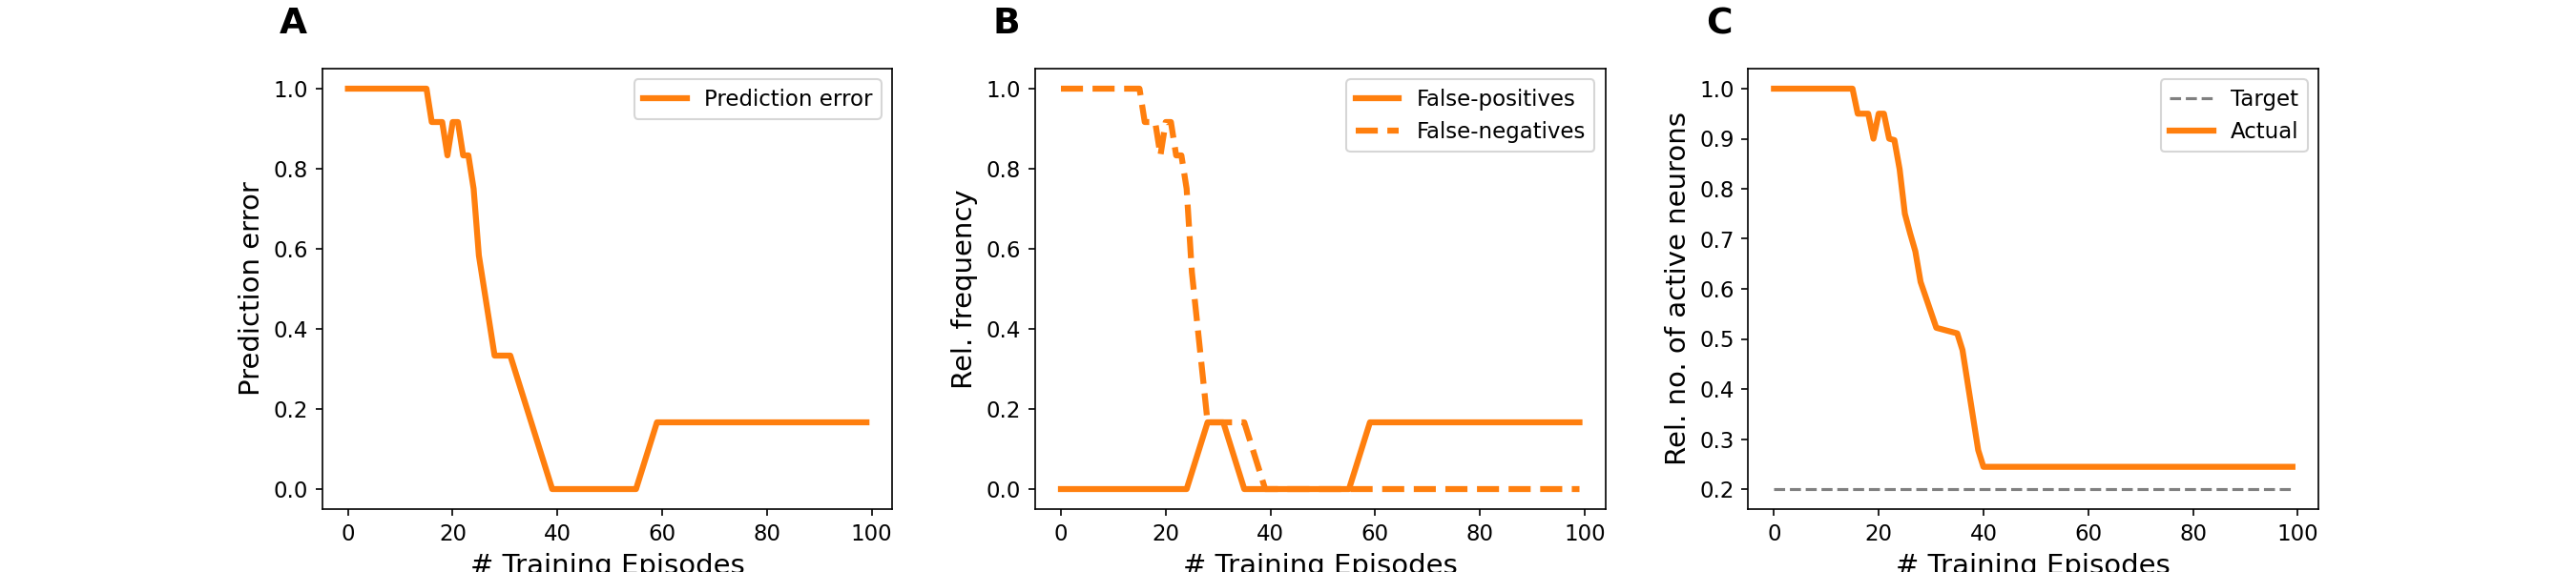 A
Prediction error
1.0
0.8
0.6
0.4
0.2
0.0
0 20 40 60 80 100
# Training Episodes
Prediction error
B
Rel. frequency
1.0
0.8
0.6
0.4
0.2
0.0
0 20 40 60 80 100
# Training Episodes
False-positives
False-negatives
C
Rel. no. of active neurons
1.0
0.9
0.8
0.7
0.6
0.5
0.4
0.3
0.2
0 20 40 60 80 100
# Training Episodes
Target
Actual